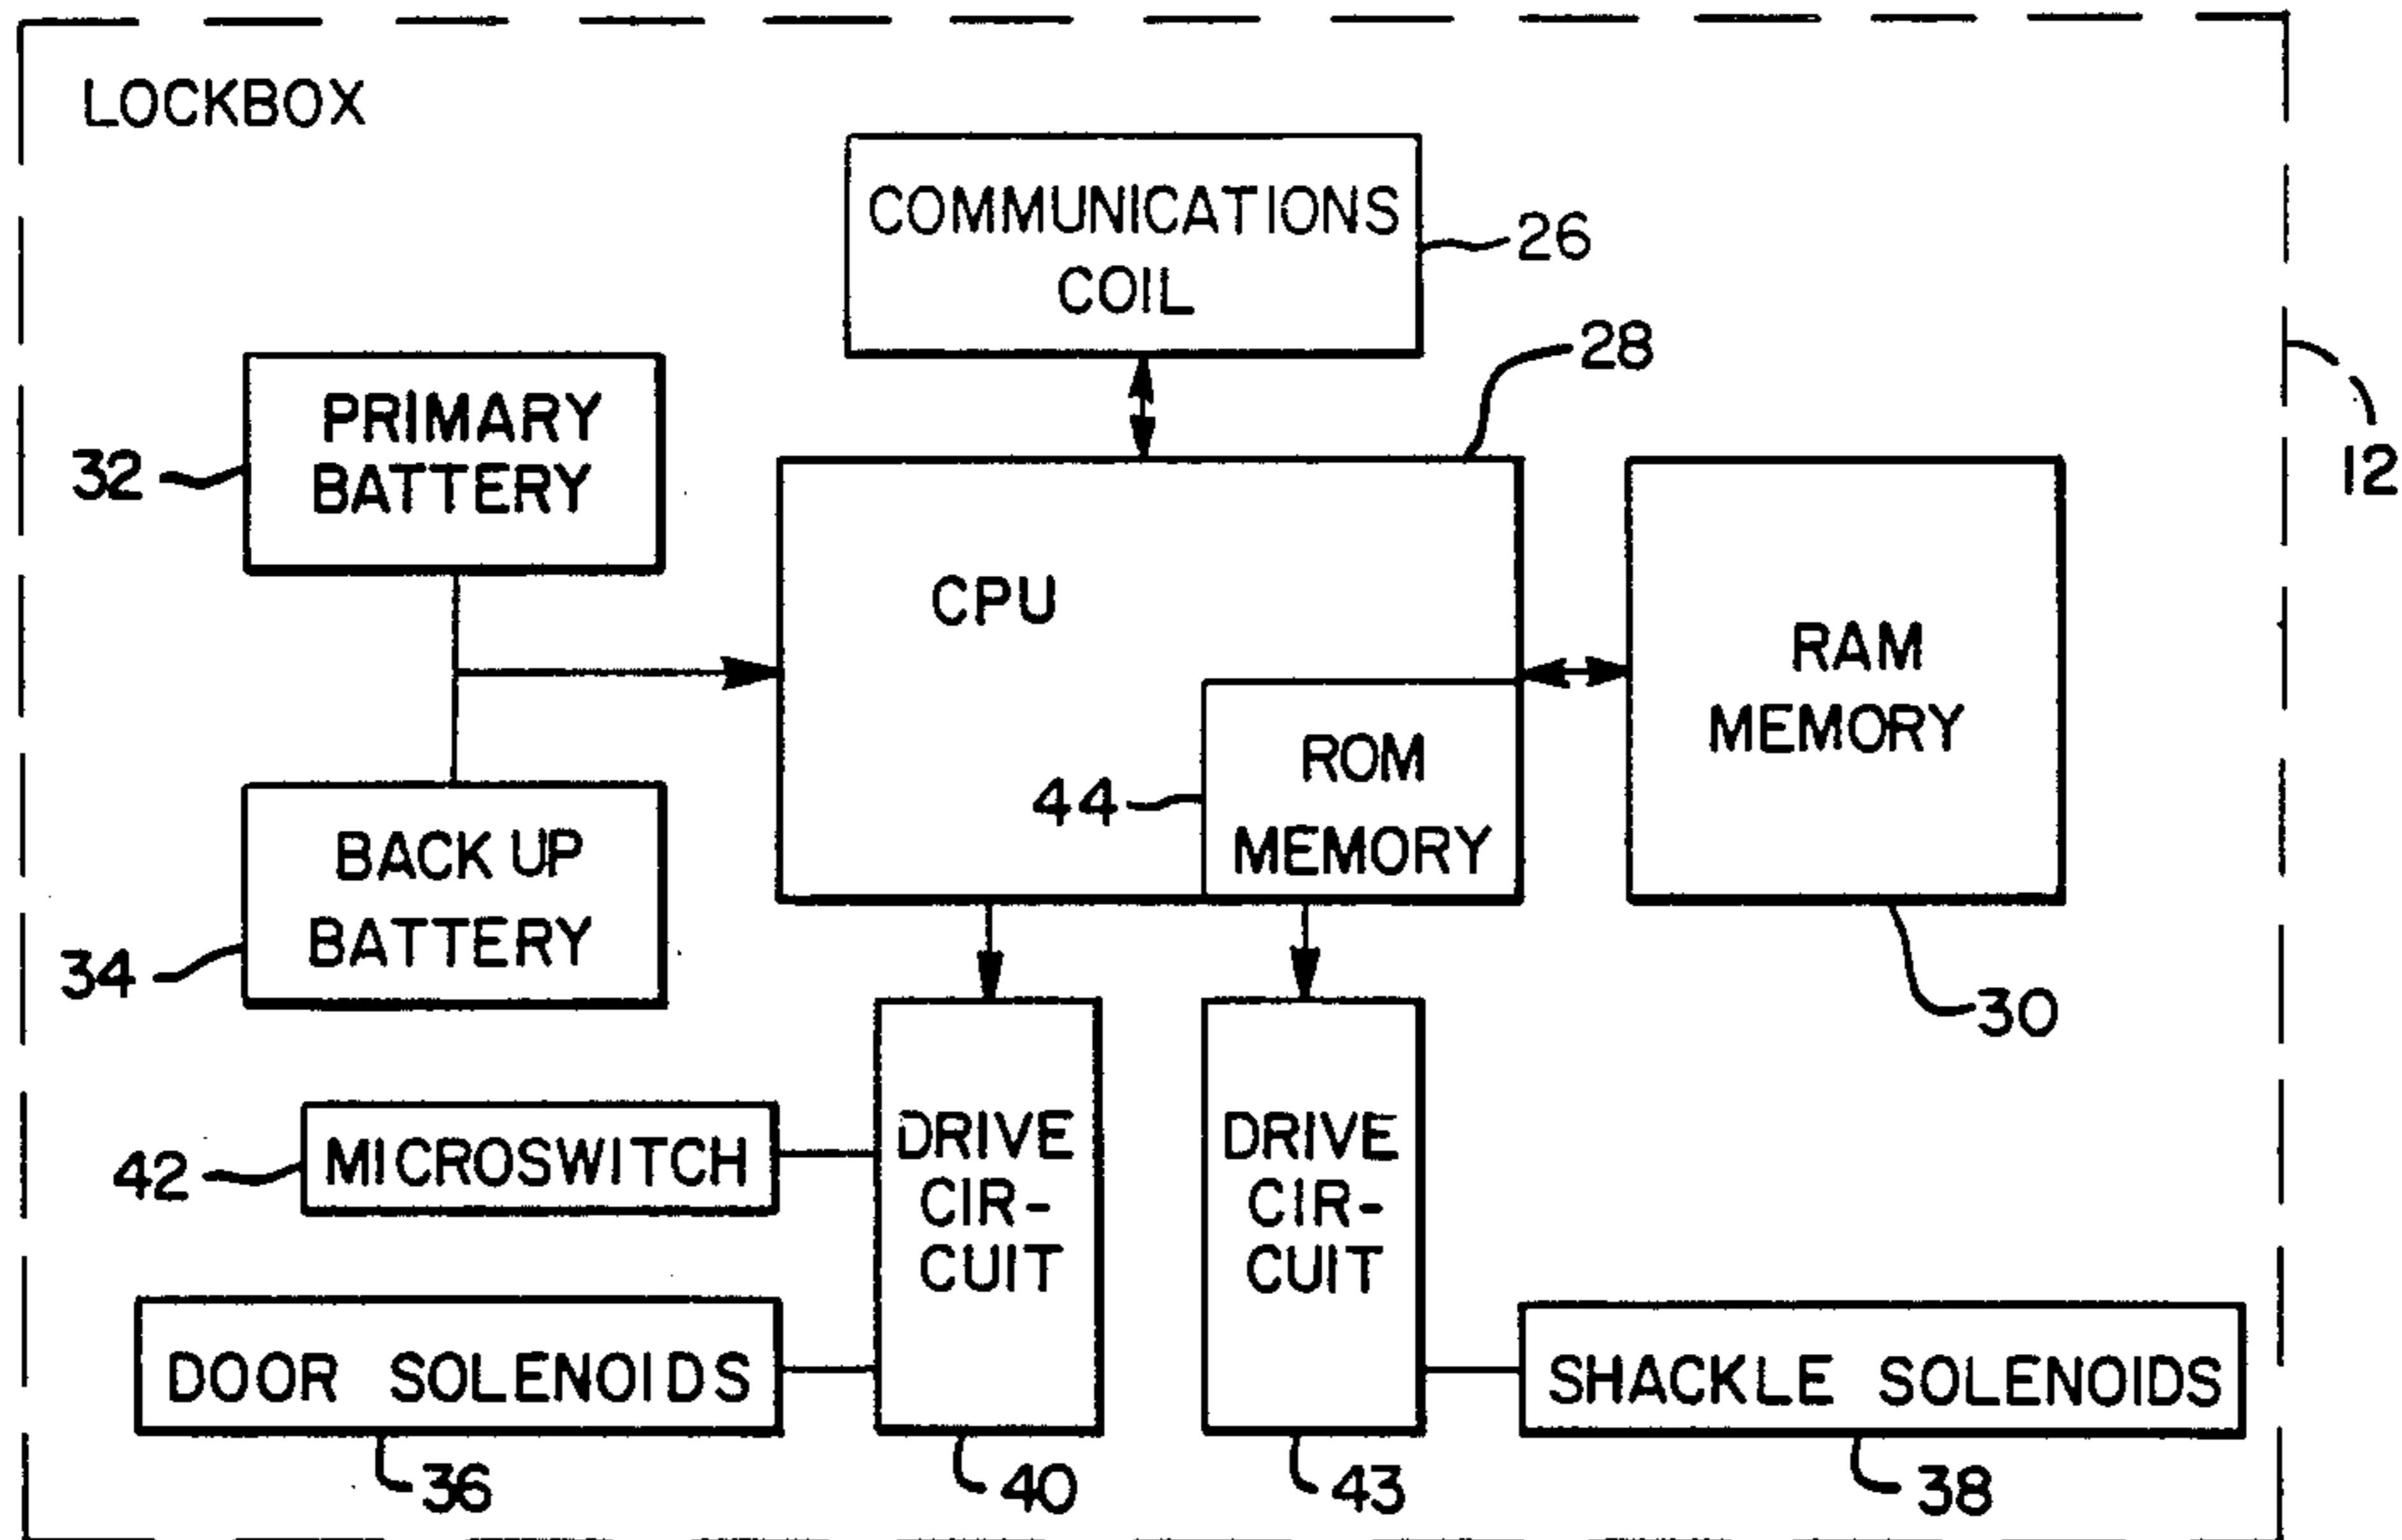 LOCKBOX
COMMUNICATIONS
COIL
26
28
12
PRIMARY
BATTERY
32
CPU
RAM
MEMORY
30
ROM
MEMORY
44
BACK UP
BATTERY
34
MICROSWITCH
42
DRIVE
CIR-
CUIT
DRIVE
CIR-
CUIT
DOOR SOLENOIDS
SHACKLE SOLENOIDS
36
40
43
38